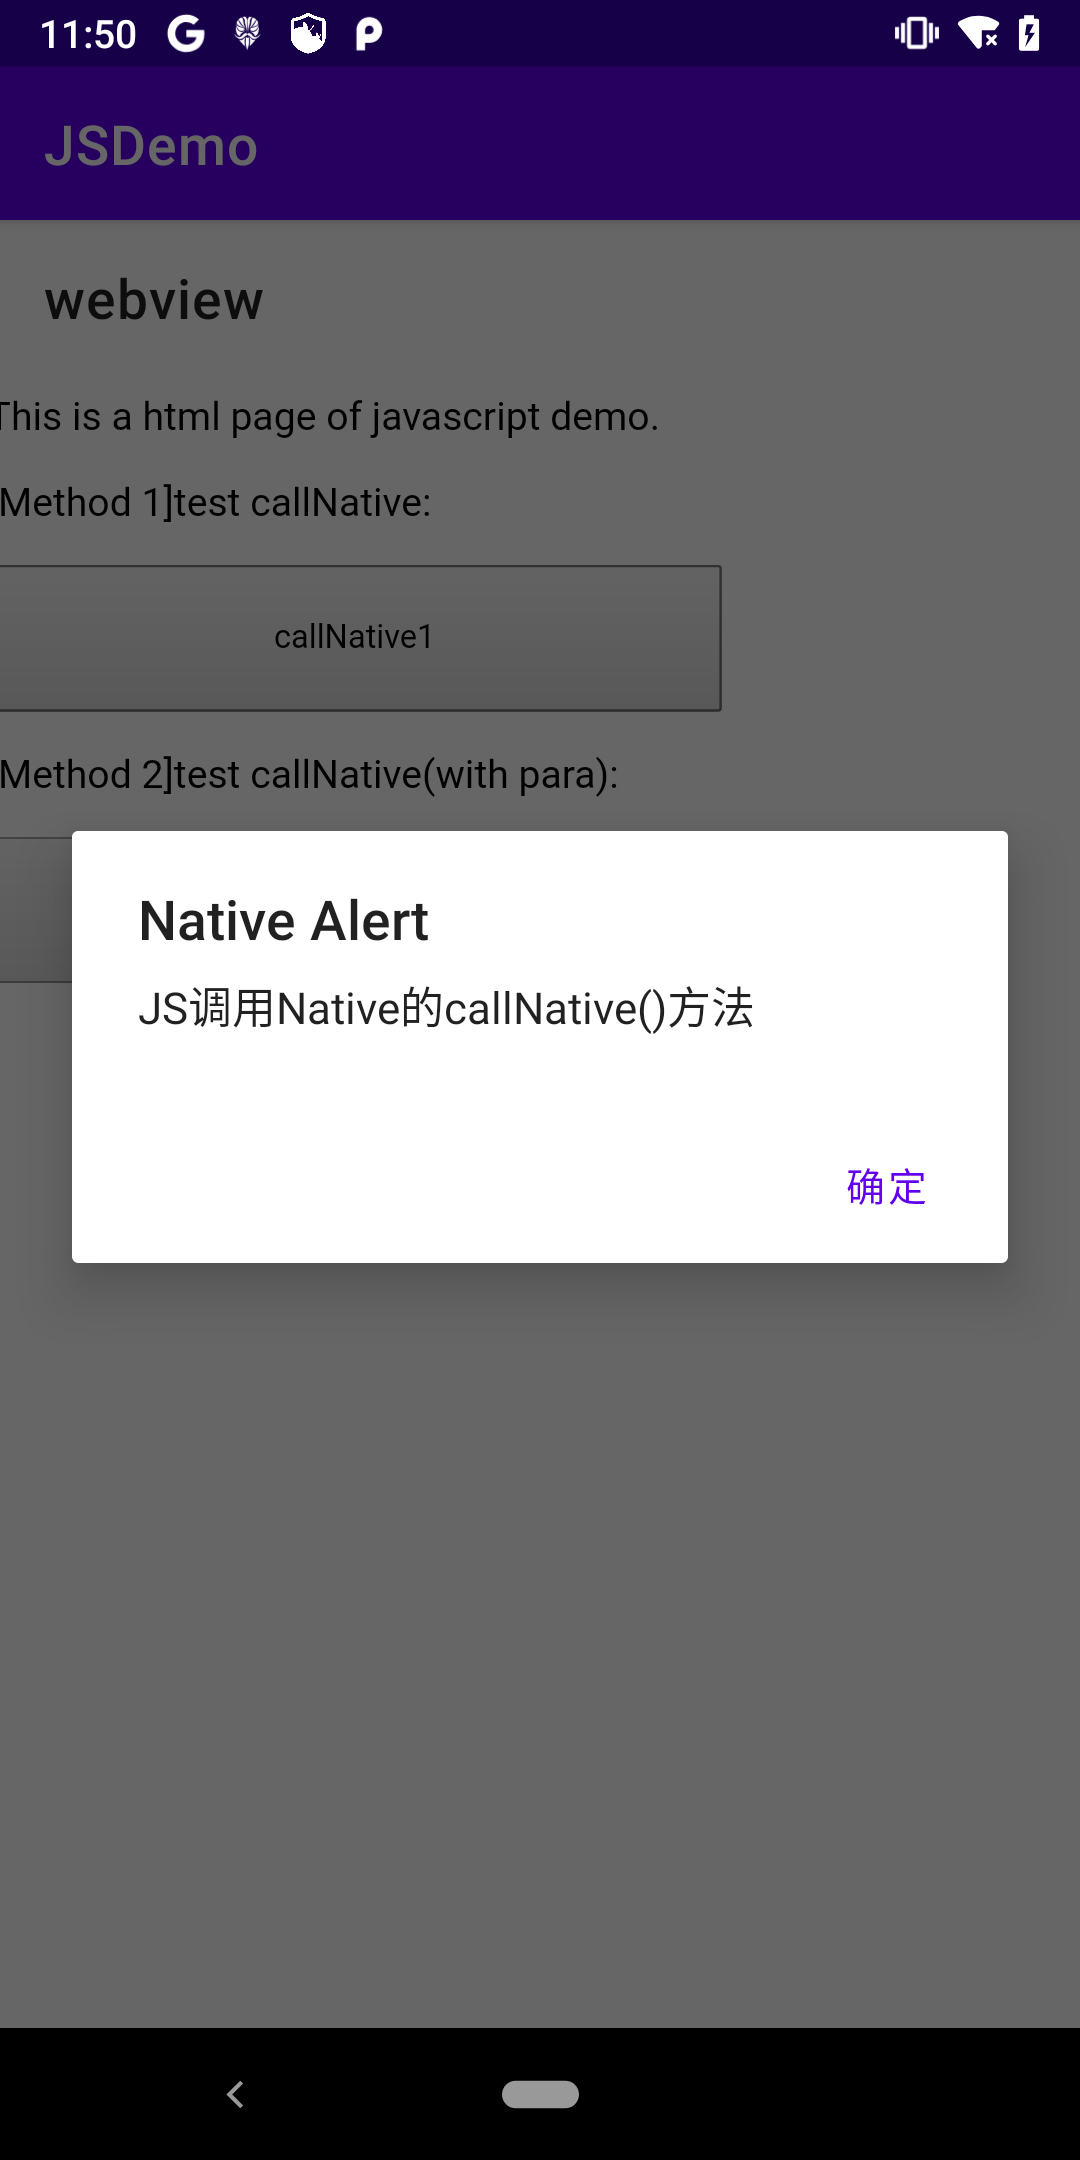 11:50
JSDemo
webview
This is a html page of javascript demo.
Method 1]test callNative:
callNative1
Method 2]test callNative(with para):
Native Alert
JS调用Native的callNative()方法
确定